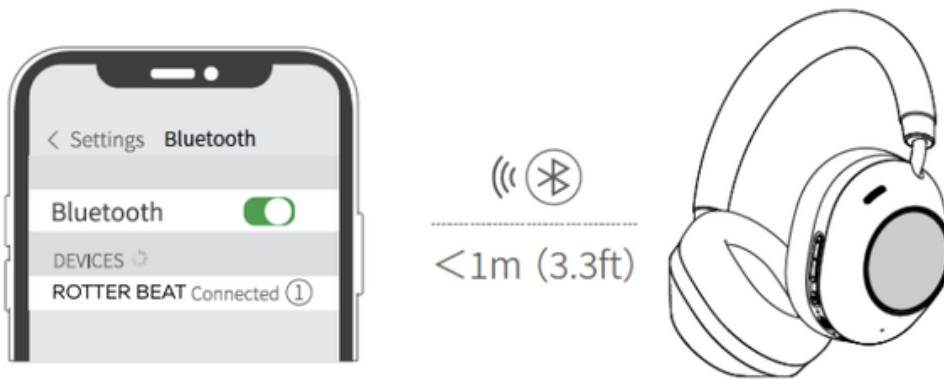 < Settings Bluetooth
Bluetooth
DEVICES
ROTTER BEAT Connected ①
<1m (3.3ft)